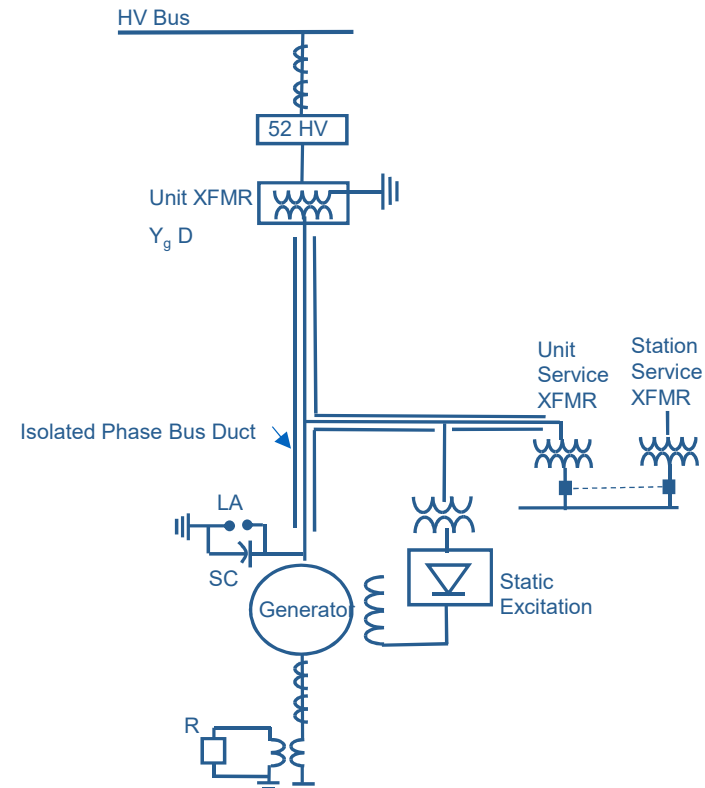 HV Bus
52 HV
Unit XFMR
Yg D
Unit
Service
XFMR
Station
Service
XFMR
Isolated Phase Bus Duct
LA
SC
Generator
Static
Excitation
R